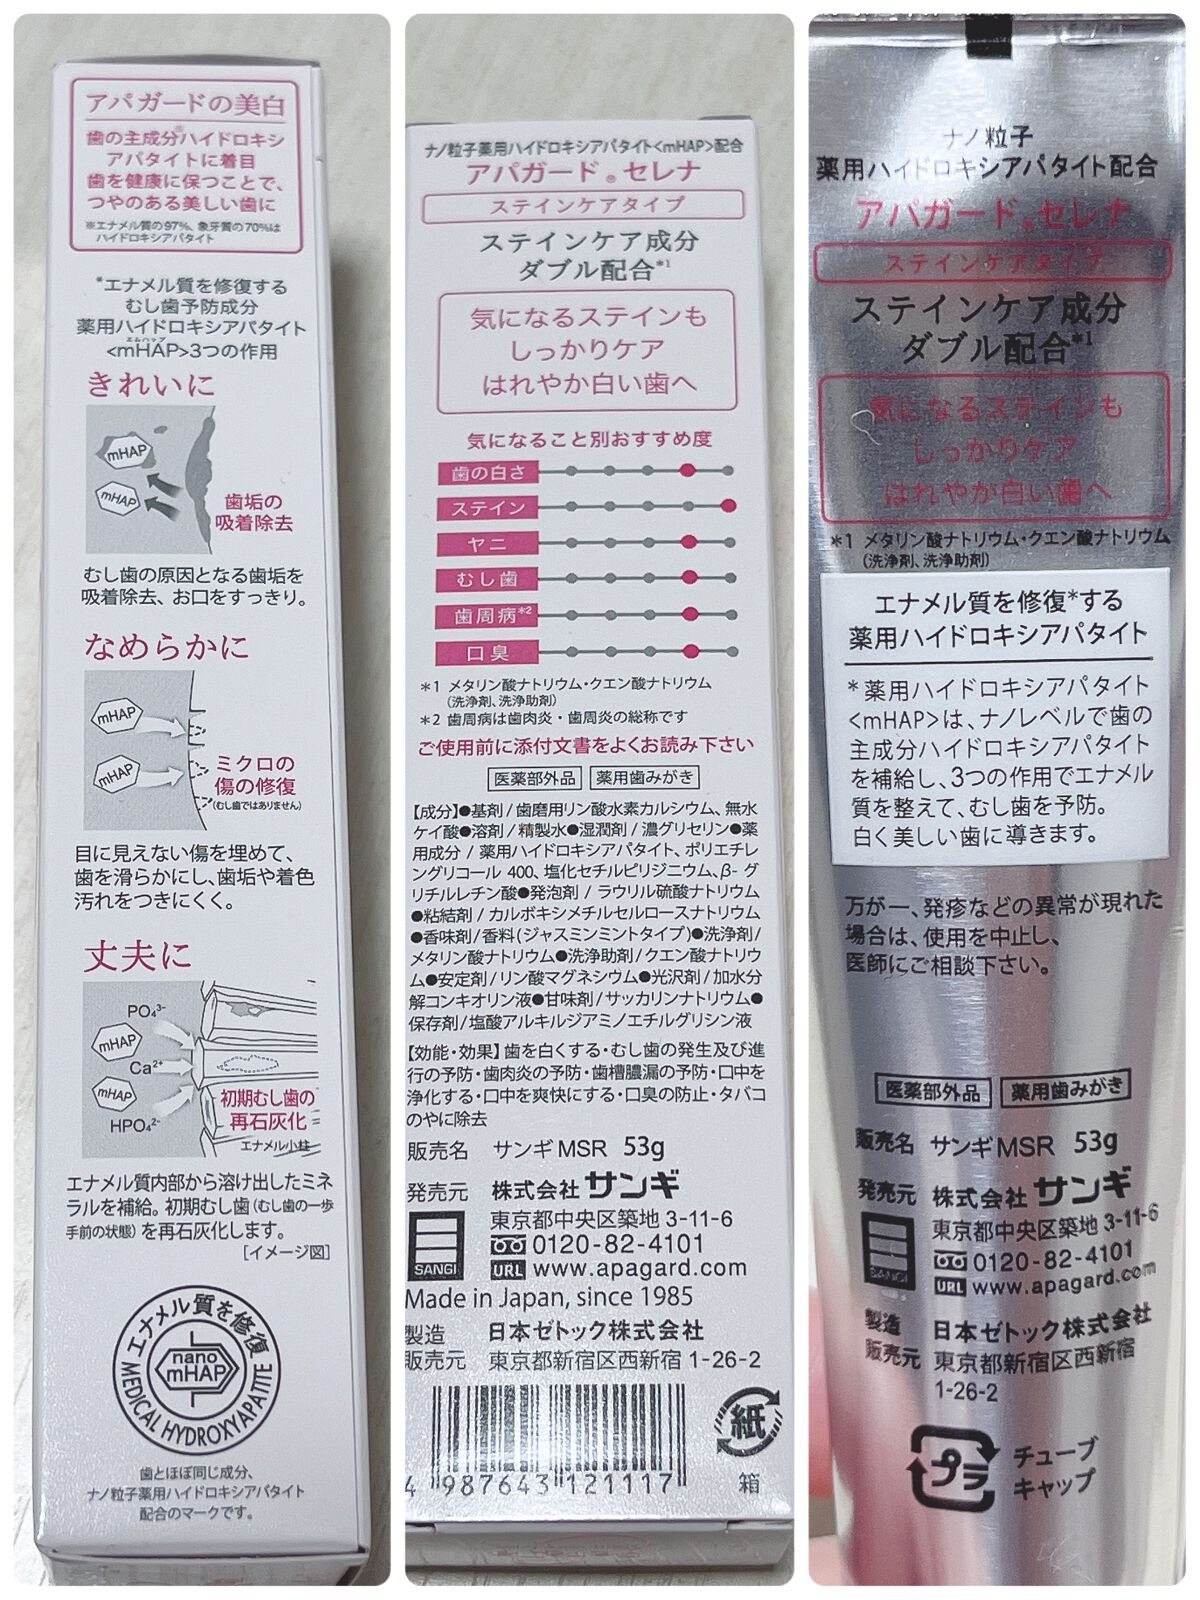 アパガードの美白
歯の主成分※ハイドロキシ
アパタイトに着目
歯を健康に保つことで、
つやのある美しい歯に
※エナメル質の97%、象牙質の70%は
ハイドロキシアパタイト
*エナメル質を修復する
むし歯予防成分
薬用ハイドロキシアパタイト
エムハップ
<mHAP>3つの作用
きれいに
mHAP
mHAP
歯垢の
吸着除去
むし歯の原因となる歯垢を
吸着除去、お口をすっきり。
なめらかに
mHAP
mHAP
ミクロの
傷の修復
(むし歯ではありません)
目に見えない傷を埋めて、
歯を滑らかにし、歯垢や着色
汚れをつきにくく。
丈夫に
PO₄³⁻
mHAP
Ca²⁺
mHAP
HPO₄²⁻
初期むし歯の
再石灰化
エナメル小柱
エナメル質内部から溶け出したミネ
ラルを補給。初期むし歯(むし歯の一歩
手前の状態)を再石灰化します。
[イメージ図]
エナメル質を修復
nano
mHAP
MEDICAL HYDROXYAPATITE
歯とほぼ同じ成分、
ナノ粒子薬用ハイドロキシアパタイト
配合のマークです。
ナノ粒子薬用ハイドロキシアパタイト<mHAP>配合
アパガード®セレナ
ステインケアタイプ
ステインケア成分
ダブル配合*1
気になるステインも
しっかりケア
はれやか白い歯へ
気になること別おすすめ度
歯の白さ
ステイン
ヤニ
むし歯
歯周病*2
口臭
*1 メタリン酸ナトリウム・クエン酸ナトリウム
(洗浄剤、洗浄助剤)
*2 歯周病は歯肉炎・歯周炎の総称です
ご使用前に添付文書をよくお読み下さい
医薬部外品 薬用歯みがき
【成分】●基剤/歯磨用リン酸水素カルシウム、無水
ケイ酸●溶剤/精製水●湿潤剤/濃グリセリン●薬
用成分/薬用ハイドロキシアパタイト、ポリエチレ
ングリコール 400、塩化セチルピリジニウム、β-グ
リチルレチン酸●発泡剤/ラウリル硫酸ナトリウム
●粘結剤/カルボキシメチルセルロースナトリウム
●香味剤/香料(ジャスミンミントタイプ)●洗浄剤/
メタリン酸ナトリウム●洗浄助剤/クエン酸ナトリウ
ム●安定剤/リン酸マグネシウム●光沢剤/加水分
解コンキオリン液●甘味剤/サッカリンナトリウム●
保存剤/塩酸アルキルジアミノエチルグリシン液
【効能・効果】歯を白くする・むし歯の発生及び進
行の予防・歯肉炎の予防・歯槽膿漏の予防・口中を
浄化する・口中を爽快にする・口臭の防止・タバコ
のやに除去
販売名 サンギMSR 53g
発売元 株式会社サンギ
東京都中央区築地 3-11-6
0120-82-4101
SANGI URL www.apagard.com
Made in Japan, since 1985
製造 日本ゼトック株式会社
販売元 東京都新宿区西新宿 1-26-2
紙
4 987643 121117
箱
ナノ粒子
薬用ハイドロキシアパタイト配合
アパガード®セレナ
ステインケアタイプ
ステインケア成分
ダブル配合*1
気になるステインも
しっかりケア
はれやか白い歯へ
*1 メタリン酸ナトリウム・クエン酸ナトリウム
(洗浄剤、洗浄助剤)
エナメル質を修復*する
薬用ハイドロキシアパタイト
*薬用ハイドロキシアパタイト
<mHAP>は、ナノレベルで歯の
主成分ハイドロキシアパタイト
を補給し、3つの作用でエナメル
質を整えて、むし歯を予防。
白く美しい歯に導きます。
万が一、発疹などの異常が現れた
場合は、使用を中止し、
医師にご相談下さい。
医薬部外品 薬用歯みがき
販売名 サンギMSR 53g
発売元 株式会社サンギ
東京都中央区築地 3-11-6
0120-82-4101
SANGI URL www.apagard.com
製造 日本ゼトック株式会社
販売元 東京都新宿区西新宿
1-26-2
プラ
チューブ
キャップ